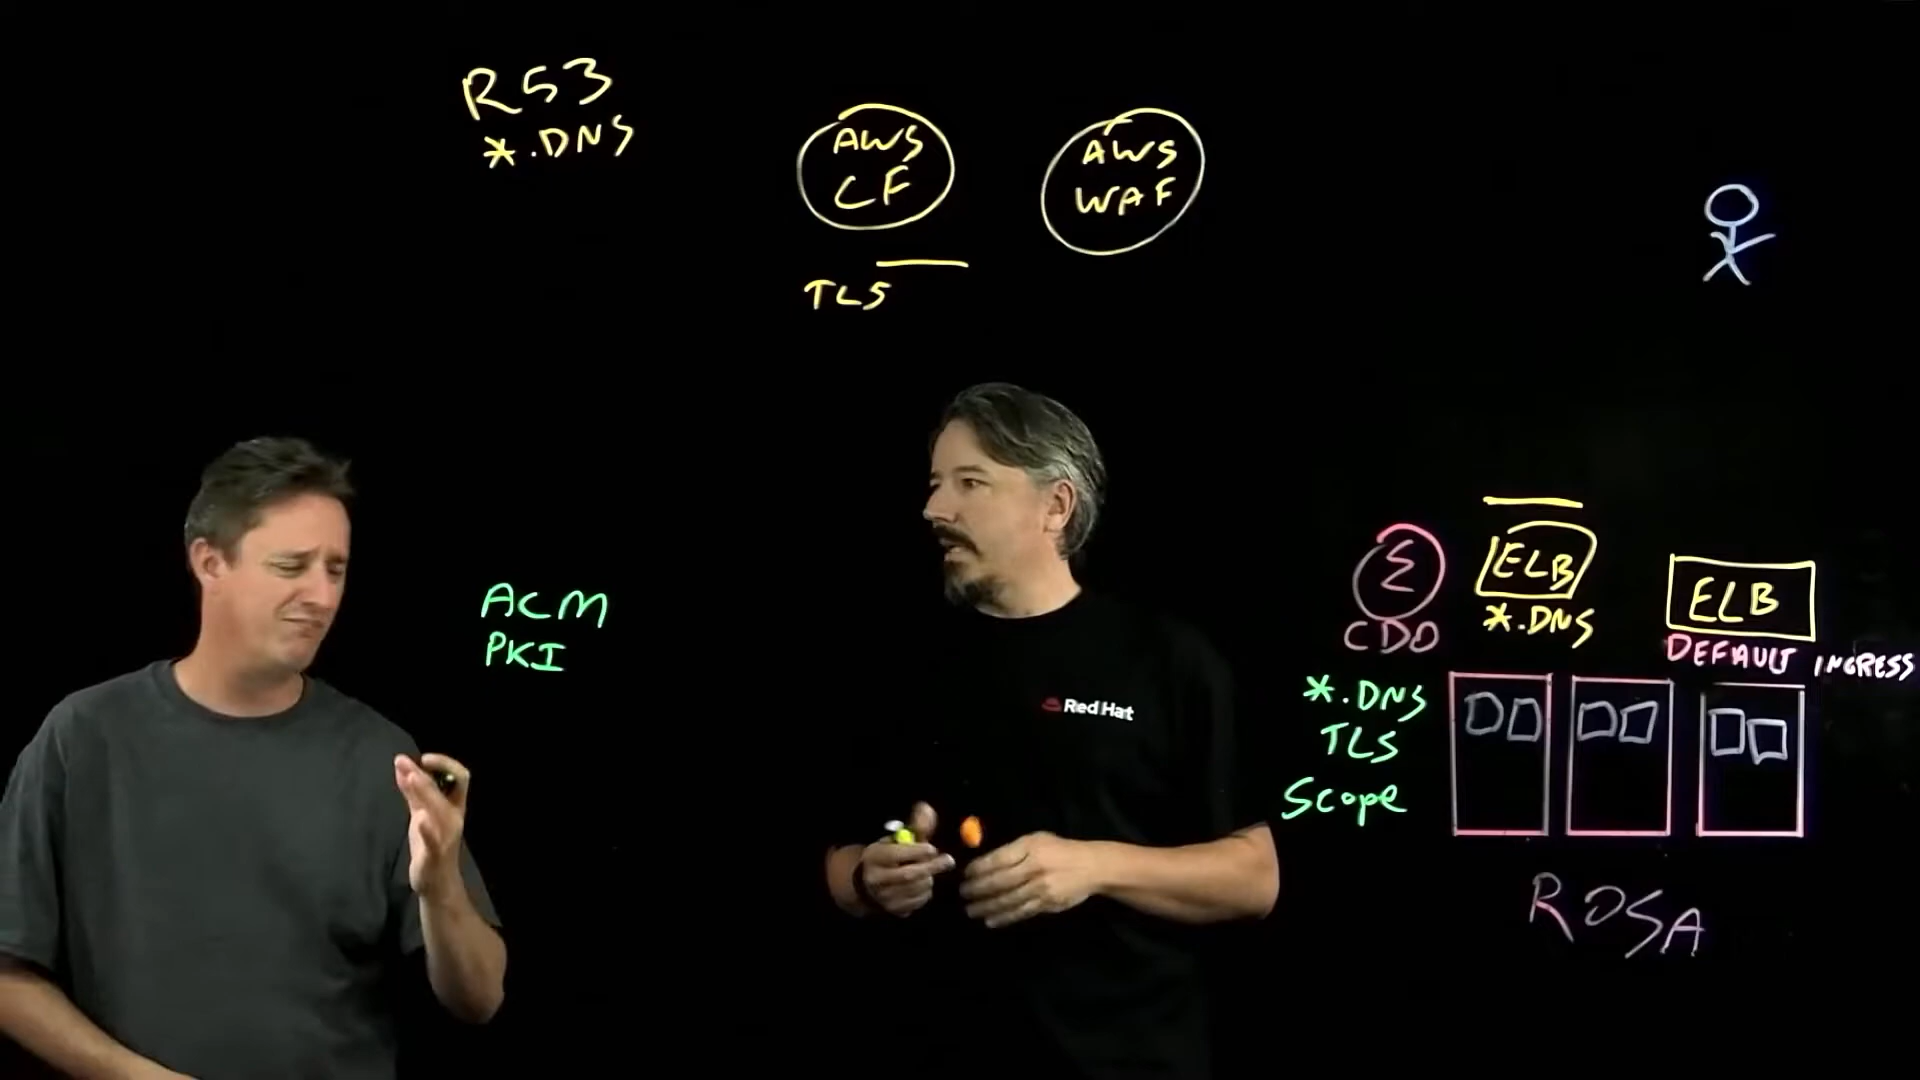 R53
*.DNS
AWS
CF
TLS
AWS
WAF
ACM
PKI
Red Hat
Σ
CDO
ELB
*.DNS
ELB
DEFAULT INGRESS
*.DNS
TLS
Scope
ROSA